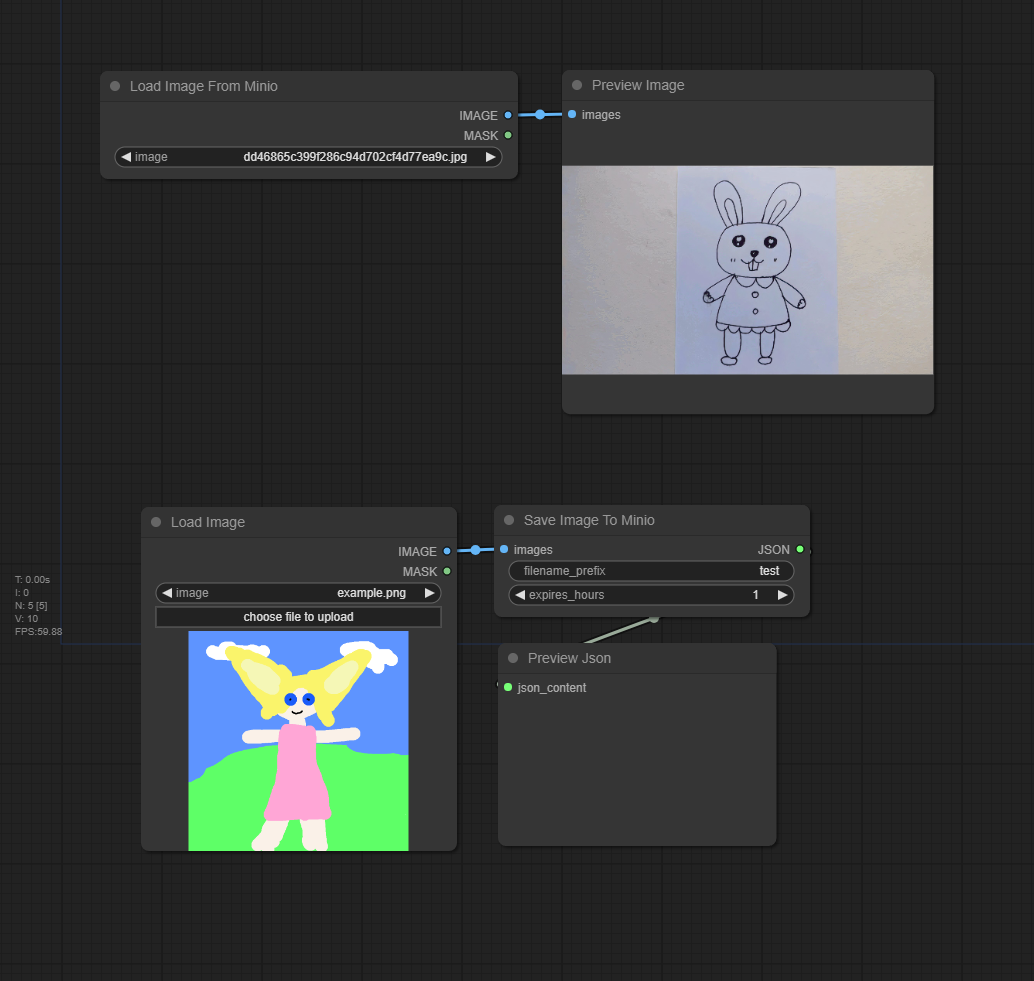 Load Image From Minio
IMAGE
MASK
image dd46865c399f286c94d702cf4d77ea9c.jpg
Preview Image
images
Load Image
IMAGE
MASK
image example.png
choose file to upload
Save Image To Minio
images JSON
filename_prefix test
expires_hours 1
Preview Json
json_content
T: 0.00s
I: 0
N: 5 [5]
V: 10
FPS:59.88